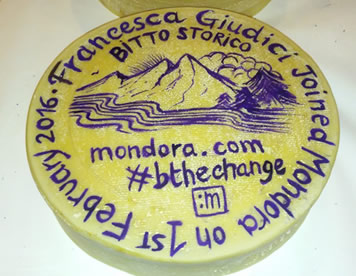 Francesca Giudici Joined Mondora on 1st February 2016.
BITTO STORICO
mondora.com
#bthechange
:m